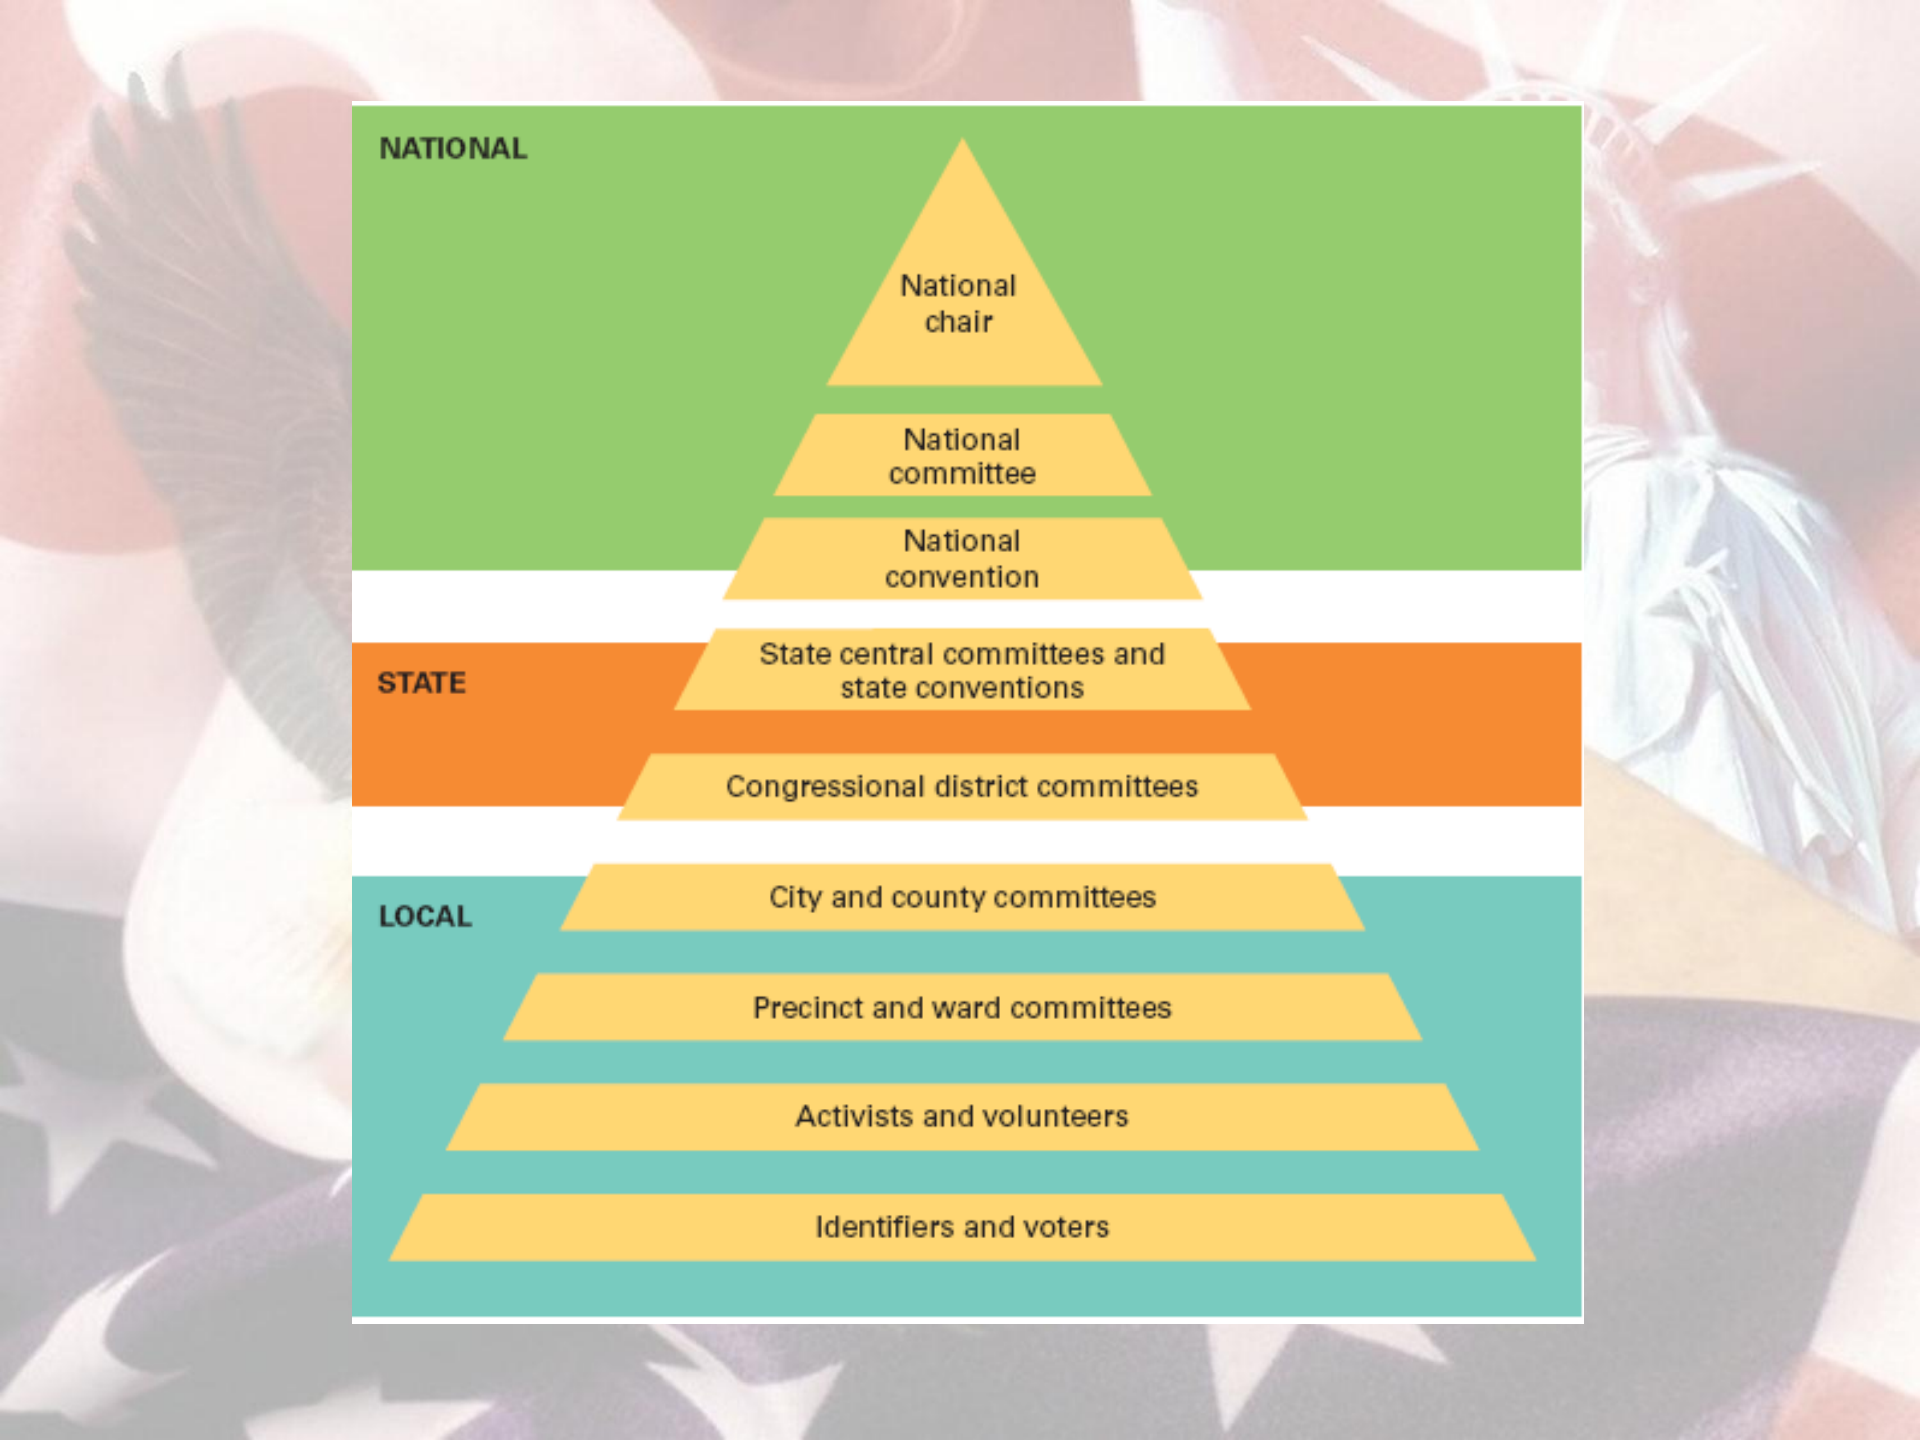 NATIONAL
National
chair
National
committee
National
convention
STATE
State central committees and
state conventions
Congressional district committees
LOCAL
City and county committees
Precinct and ward committees
Activists and volunteers
Identifiers and voters